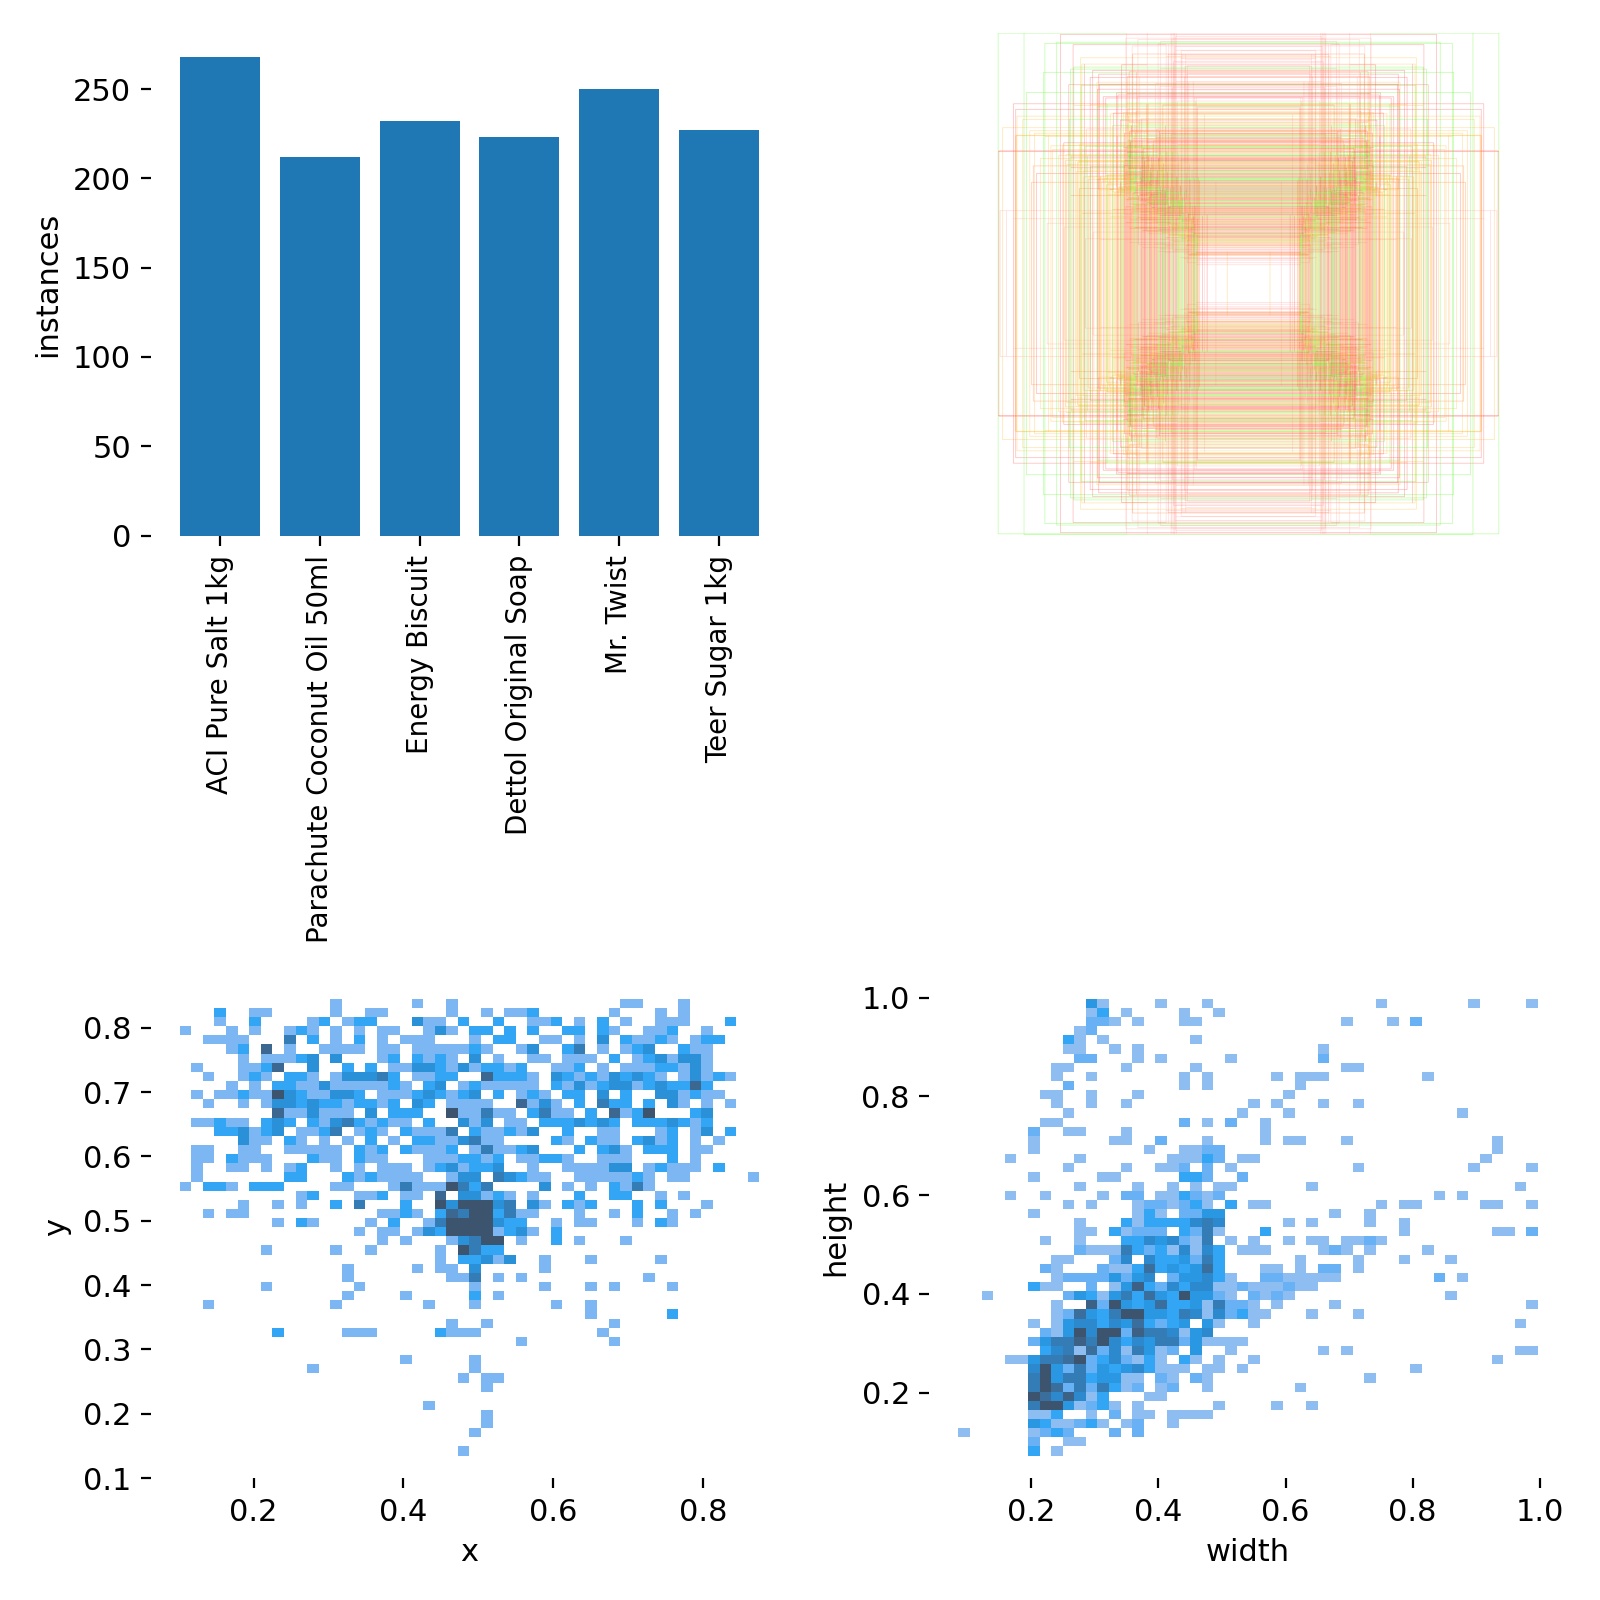 instances
250
200
150
100
50
0
ACI Pure Salt 1kg
Parachute Coconut Oil 50ml
Energy Biscuit
Dettol Original Soap
Mr. Twist
Teer Sugar 1kg
y
0.8
0.7
0.6
0.5
0.4
0.3
0.2
0.1
0.2 0.4 0.6 0.8
x
height
1.0
0.8
0.6
0.4
0.2
0.2 0.4 0.6 0.8 1.0
width